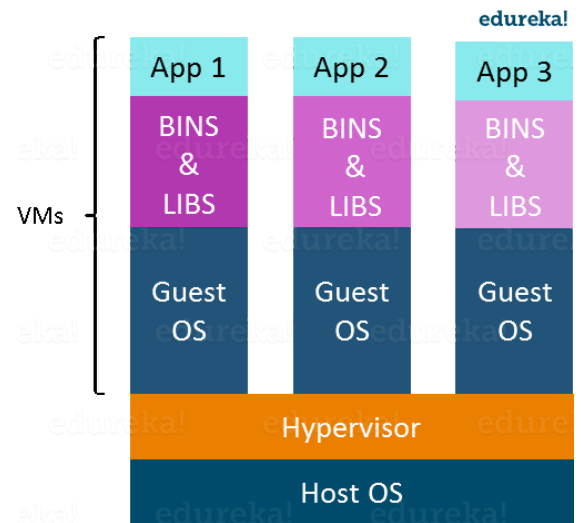 edureka!
App 1
App 2
App 3
BINS
&
LIBS
BINS
&
LIBS
BINS
&
LIBS
VMs
Guest
OS
Guest
OS
Guest
OS
Hypervisor
Host OS